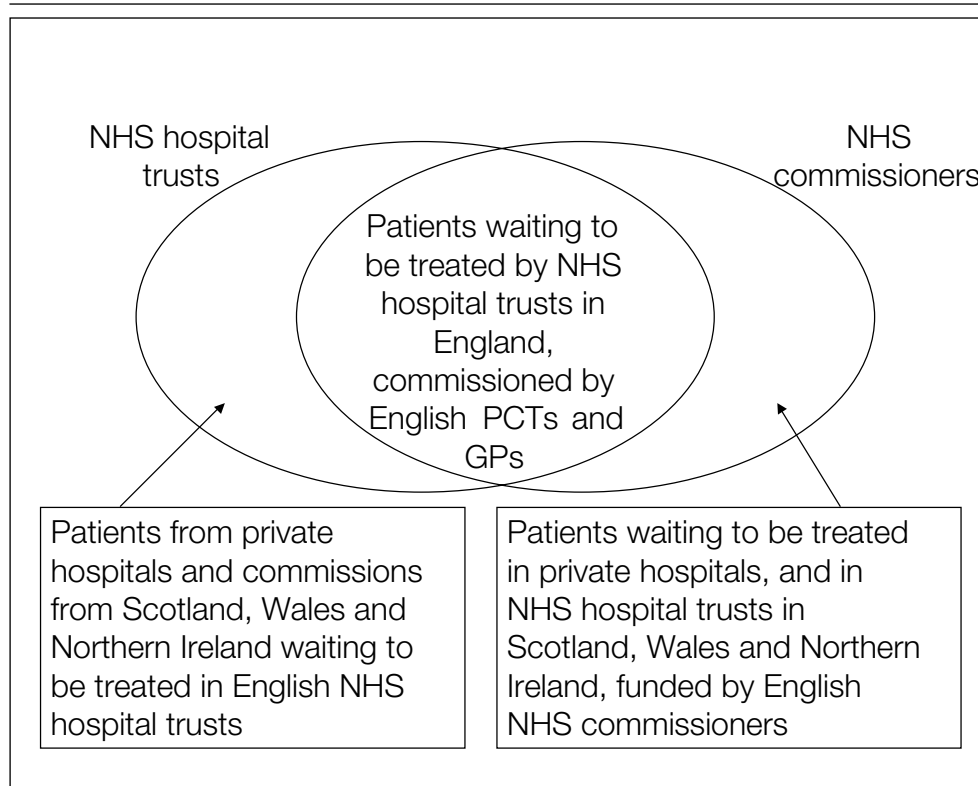 NHS hospital
trusts
NHS
commissioners
Patients waiting to
be treated by NHS
hospital trusts in
England,
commissioned by
English PCTs and
GPs
Patients from private
hospitals and commissions
from Scotland, Wales and
Northern Ireland waiting to
be treated in English NHS
hospital trusts
Patients waiting to be treated
in private hospitals, and in
NHS hospital trusts in
Scotland, Wales and Northern
Ireland, funded by English
NHS commissioners